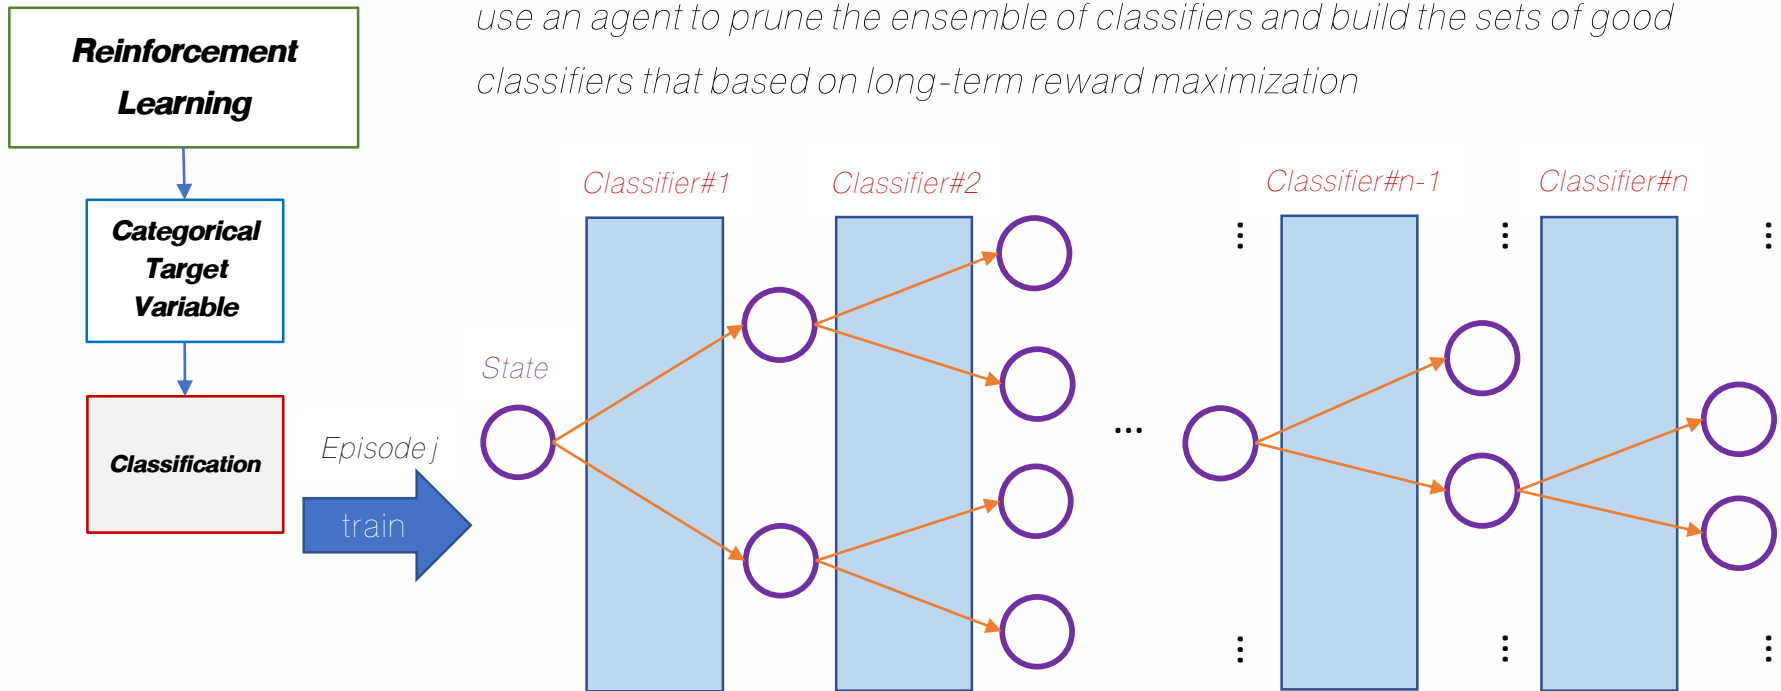 use an agent to prune the ensemble of classifiers and build the sets of good
classifiers that based on long-term reward maximization
Reinforcement
Learning
Categorical
Target
Variable
Classification
Episode j
train
State
Classifier#1
Classifier#2
...
Classifier#n-1
Classifier#n